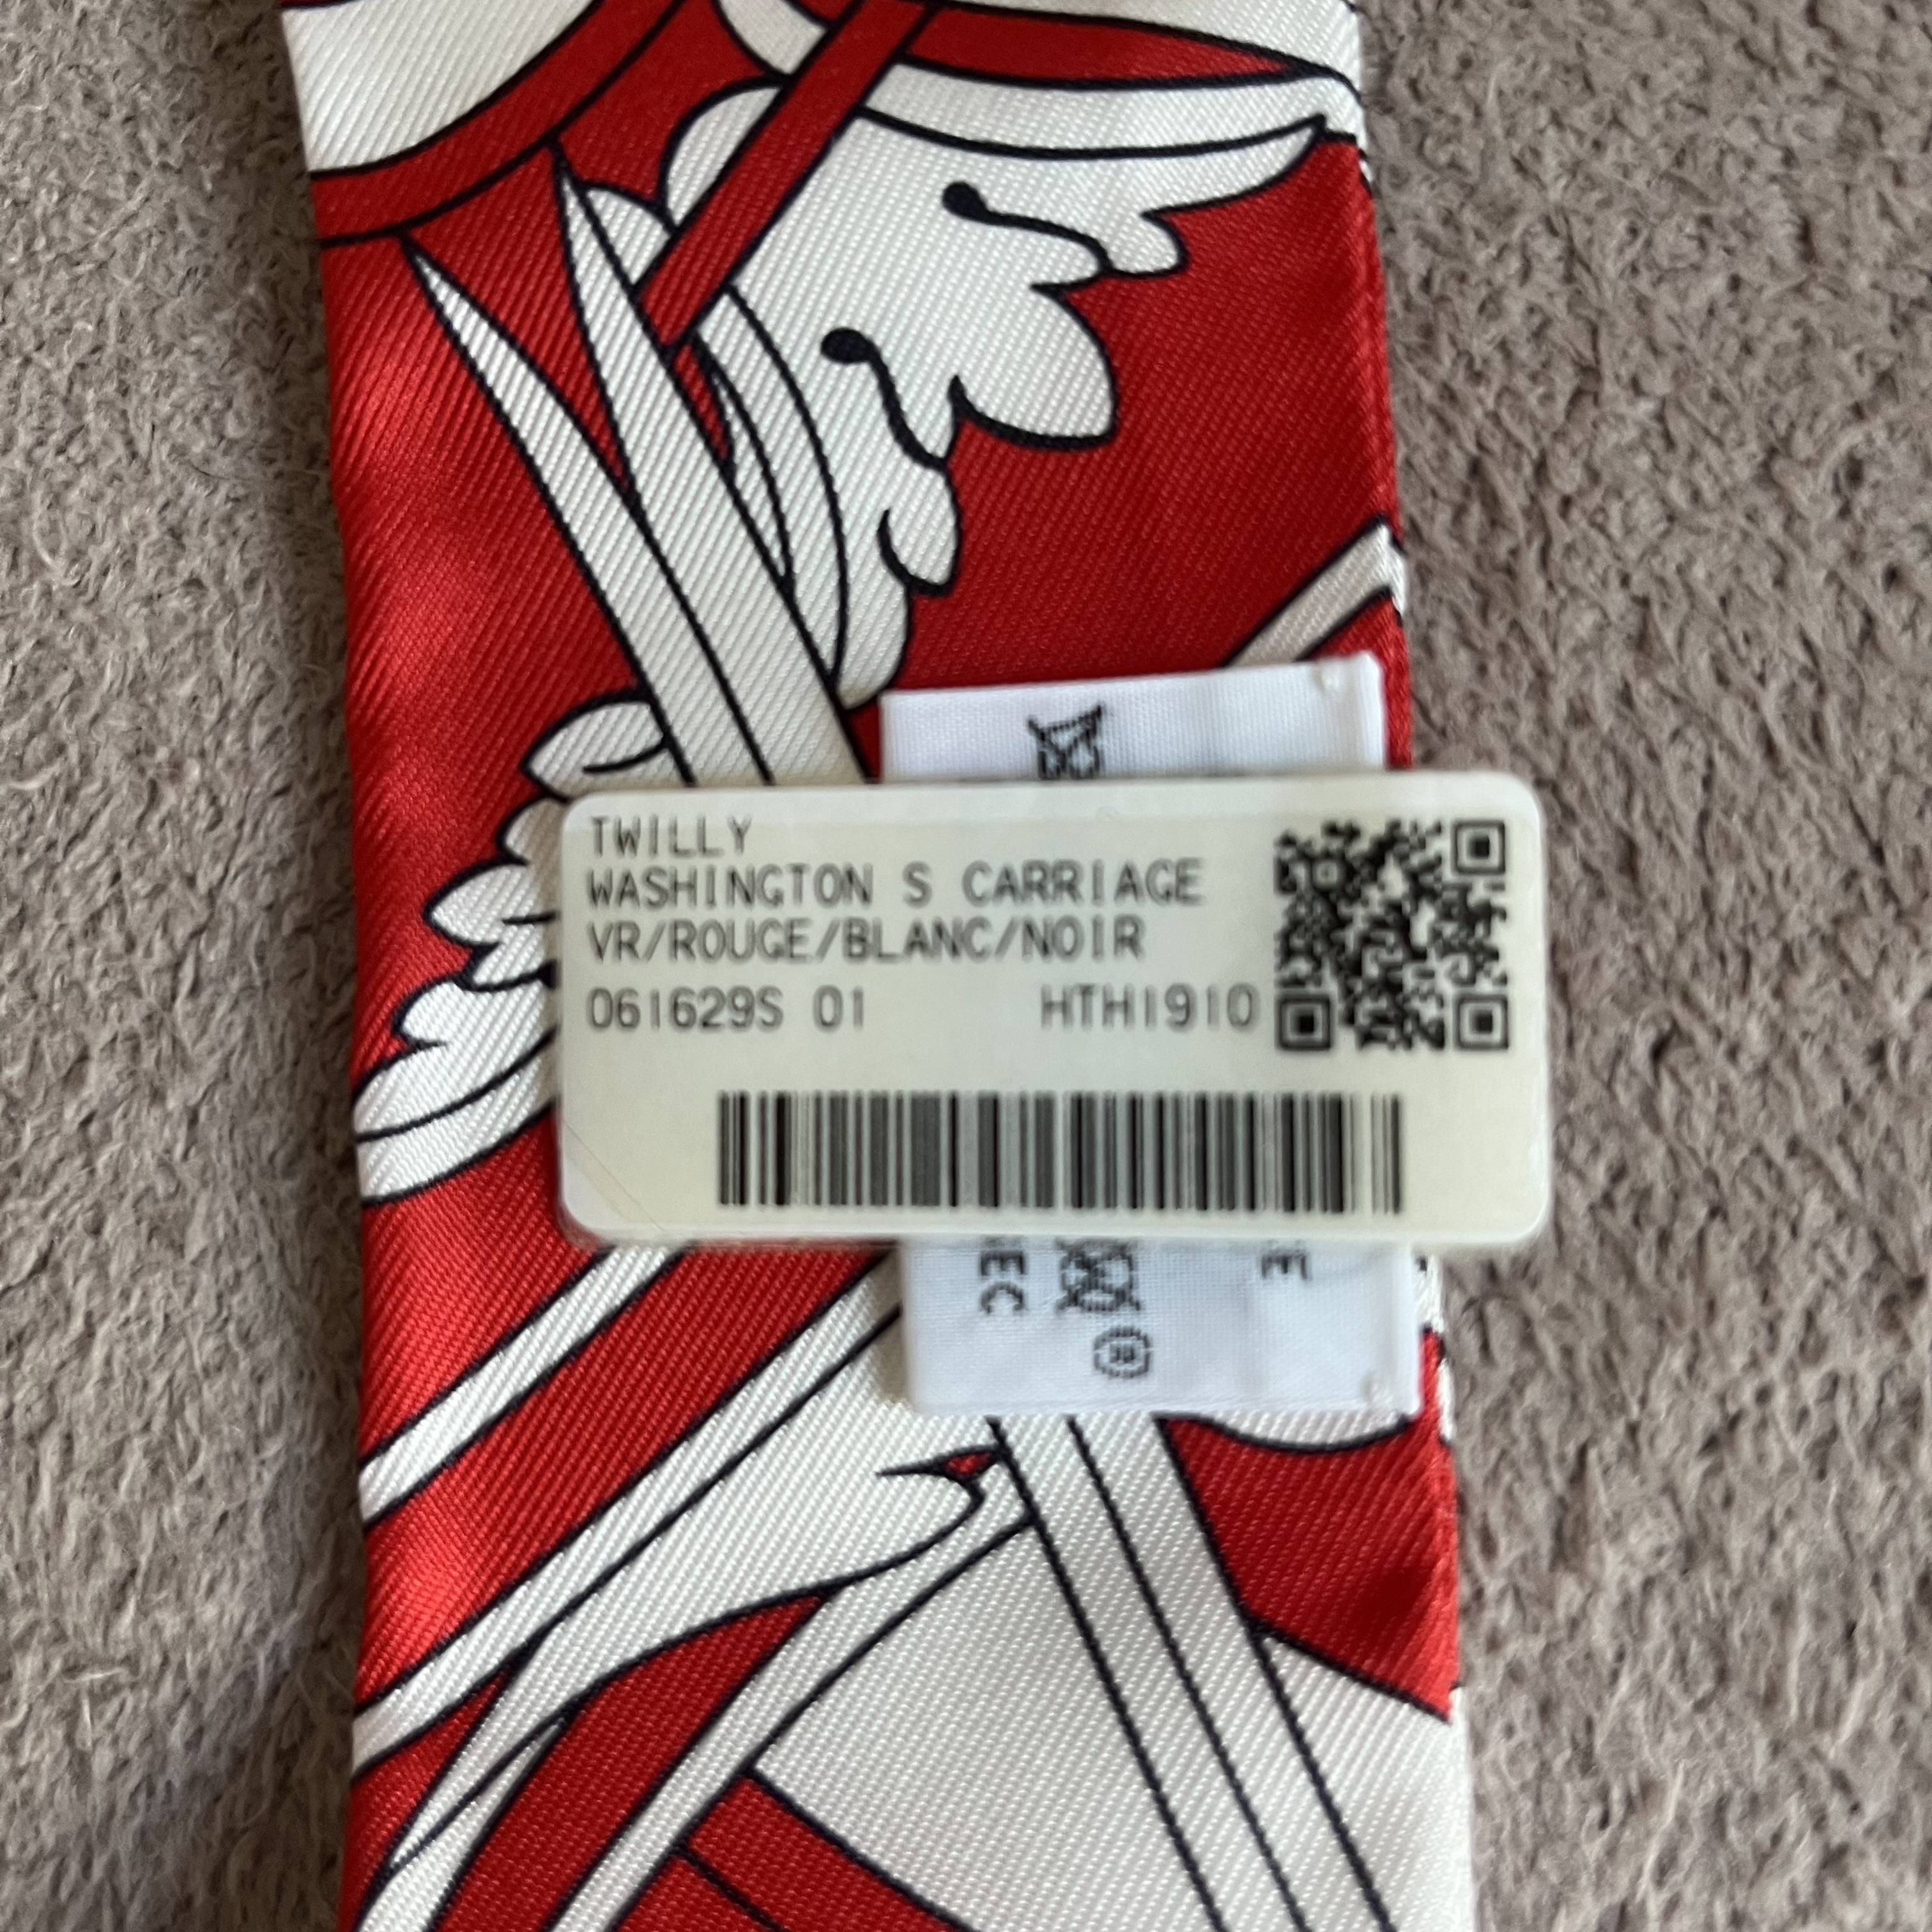 TWILLY
WASHINGTON S CARRIAGE
VR/ROUGE/BLANC/NOIR
061629S 01 HTH1910